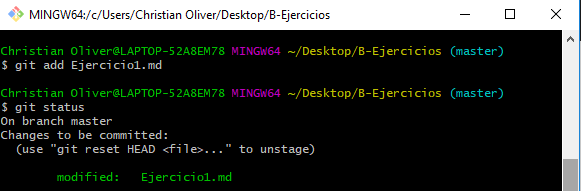 MINGW64:/c/Users/Christian Oliver/Desktop/B-Ejercicios
Christian Oliver@LAPTOP-52A8EM78 MINGW64 ~/Desktop/B-Ejercicios (master)
$ git add Ejercicio1.md
Christian Oliver@LAPTOP-52A8EM78 MINGW64 ~/Desktop/B-Ejercicios (master)
$ git status
On branch master
Changes to be committed:
  (use "git reset HEAD <file>..." to unstage)
        modified:   Ejercicio1.md